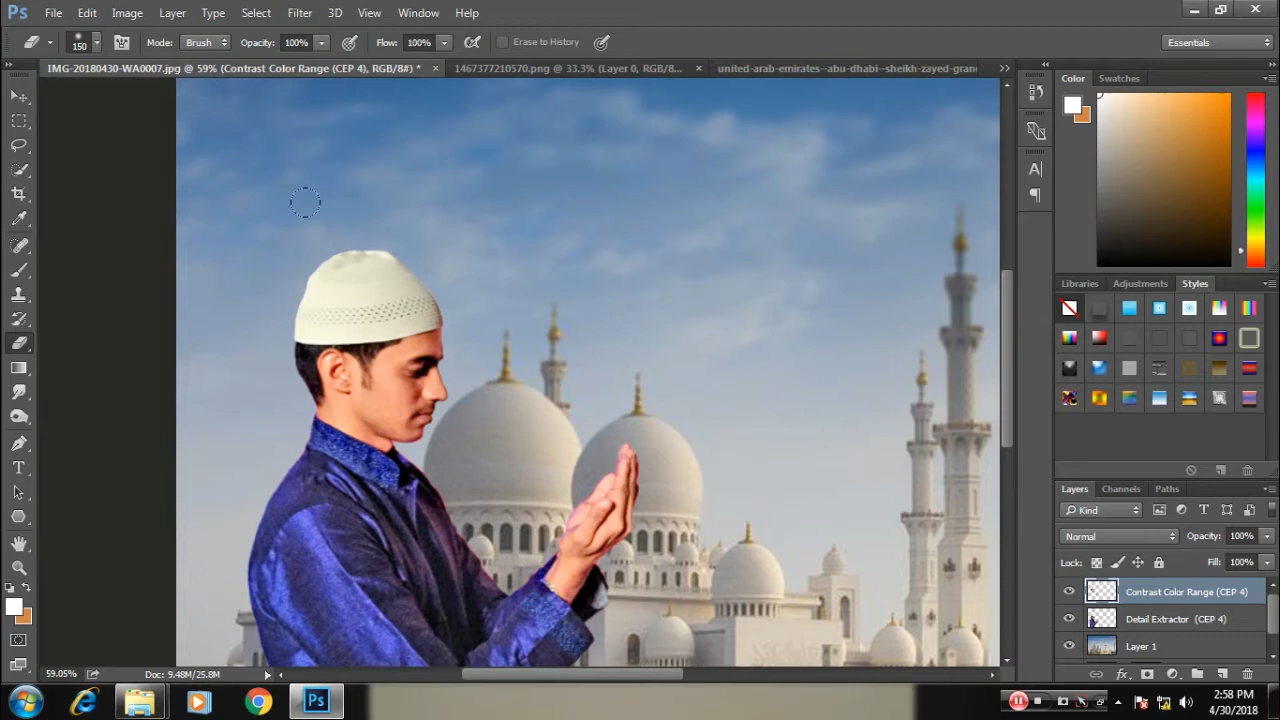 Ps File Edit Image Layer Type Select Filter 3D View Window Help
150 Mode: Brush Opacity: 100% Flow: 100% Erase to History Essentials
IMG-20180430-WA0007.jpg @ 59% (Contrast Color Range (CEP 4), RGB/8#) * × 1467377210570.png @ 33.3% (Layer 0, RGB/8... × united-arab-emirates--abu-dhabi--sheikh-zayed-gran
Color Swatches
Libraries Adjustments Styles
Layers Channels Paths
Kind
Normal Opacity: 100%
Lock: Fill: 100%
Contrast Color Range (CEP 4)
Detail Extractor (CEP 4)
Layer 1
59.05% Doc: 9.48M/25.8M
Ps
2:58 PM
4/30/2018